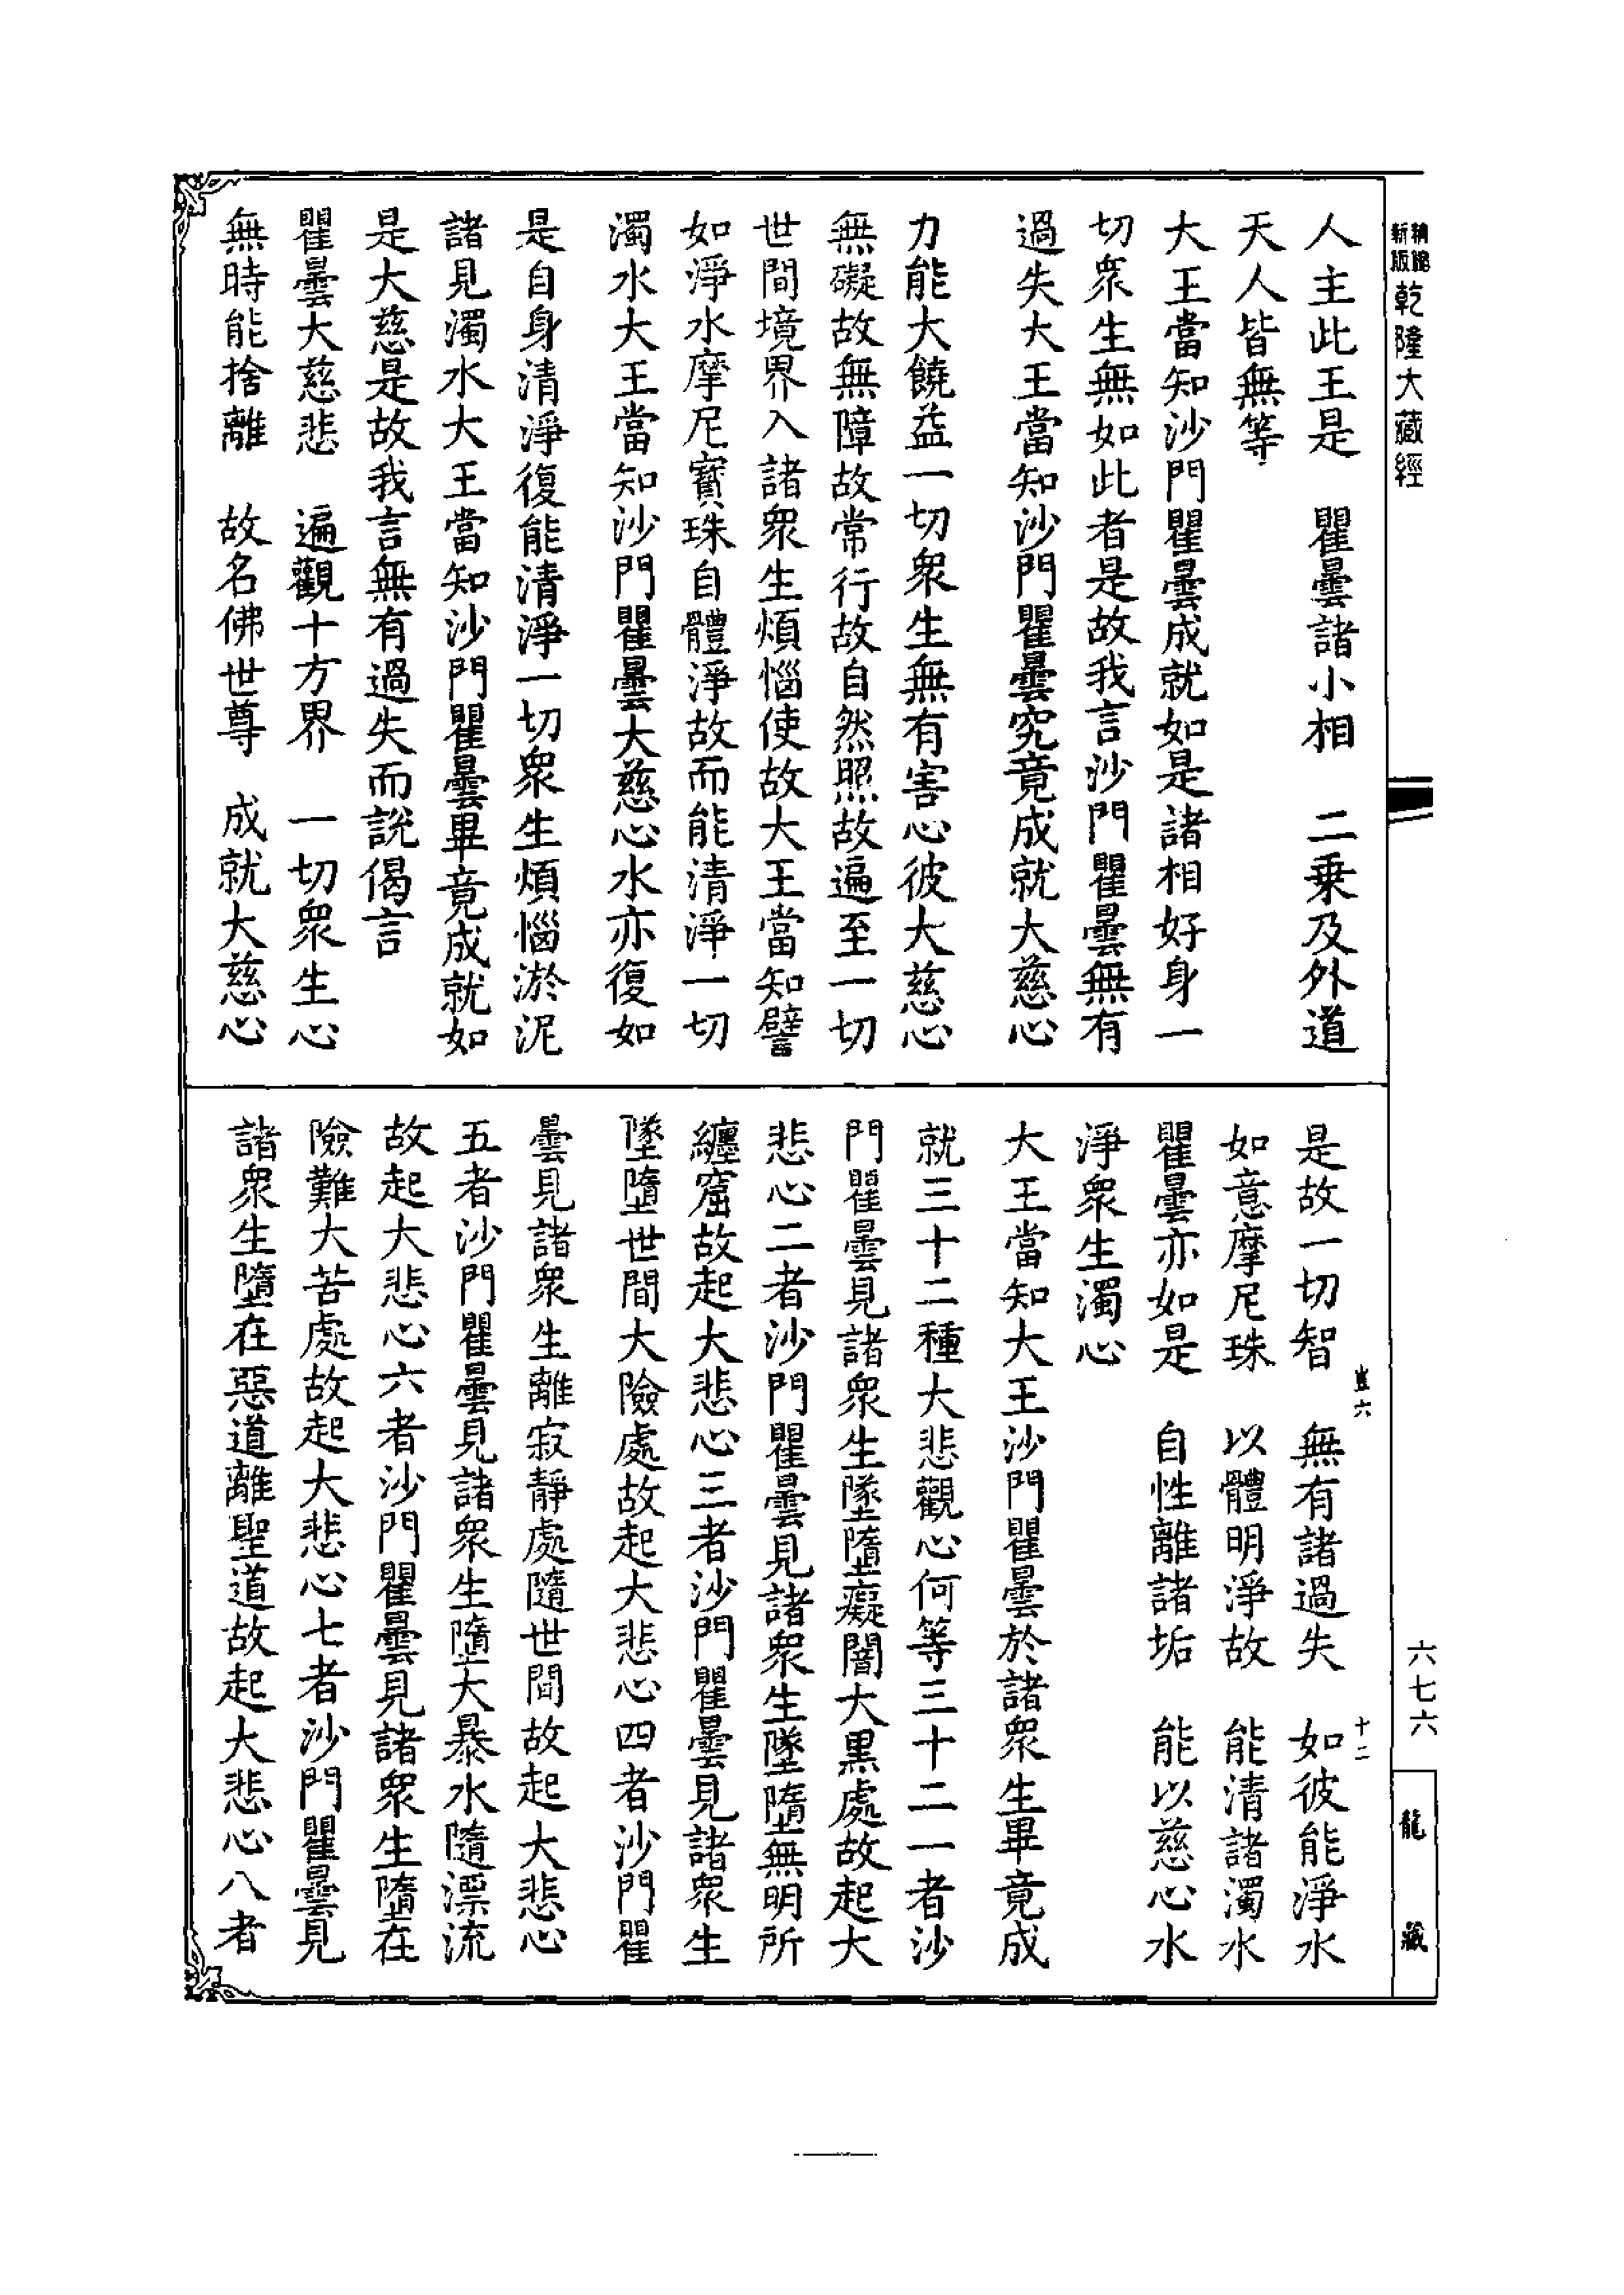 新版 精縮 乾隆大藏經
人主此王是　瞿曇諸小相　二乗及外道
天人皆無等
大王當知沙門瞿曇成就如是諸相好身一
切衆生無如此者是故我言沙門瞿曇無有
過失大王當知沙門瞿曇究竟成就大慈心
力能大饒益一切衆生無有害心彼大慈心
無礙故無障故常行故自然照故遍至一切
世間境界入諸衆生煩惱使故大王當知譬
如淨水摩尼寳珠自體淨故而能清淨一切
濁水大王當知沙門瞿曇大慈心水亦復如
是自身清淨復能清淨一切衆生煩惱淤泥
諸見濁水大王當知沙門瞿曇畢竟成就如
是大慈是故我言無有過失而說偈言
瞿曇大慈悲　遍觀十方界　一切衆生心
無時能捨離　故名佛世尊　成就大慈心
是故一切智　無有諸過失　如彼能淨水
如意摩尼珠　以體明淨故　能清諸濁水
瞿曇亦如是　自性離諸垢　能以慈心水
淨衆生濁心
大王當知大王沙門瞿曇於諸衆生畢竟成
就三十二種大悲觀心何等三十二一者沙
門瞿曇見諸衆生墜墮癡闇大黒處故起大
悲心二者沙門瞿曇見諸衆生墜墮無明所
纏窟故起大悲心三者沙門瞿曇見諸衆生
墜墮世間大險處故起大悲心四者沙門瞿
曇見諸衆生離寂靜處隨世間故起大悲心
五者沙門瞿曇見諸衆生墮大暴水隨漂流
故起大悲心六者沙門瞿曇見諸衆生墮在
險難大苦處故起大悲心七者沙門瞿曇見
諸衆生墮在惡道離聖道故起大悲心八者
豈六
十二
六七六
龍藏